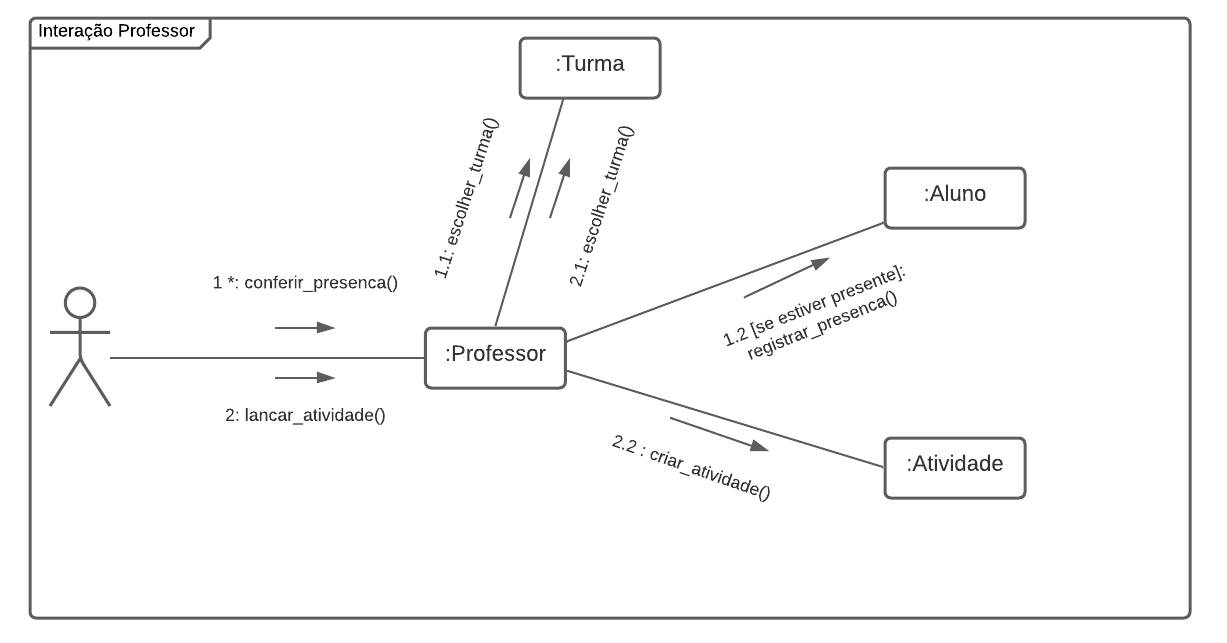 Interação Professor
:Turma
1.1: escolher_turma()
2.1: escolher_turma()
:Aluno
1.2 [se estiver presente]:
registrar_presenca()
1 *: conferir_presenca()
:Professor
2: lancar_atividade()
2.2 : criar_atividade()
:Atividade